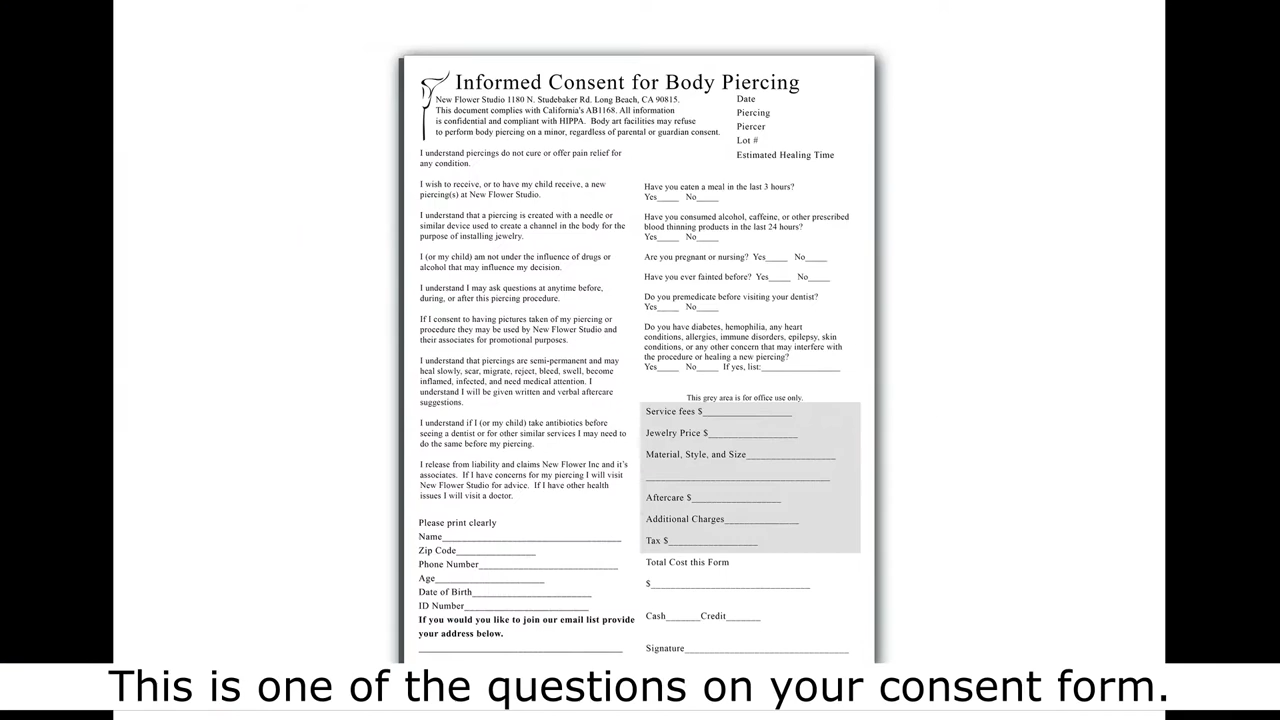 Informed Consent for Body Piercing
New Flower Studio 1180 N. Studebaker Rd. Long Beach, CA 90815.
This document complies with California's AB1168. All information
is confidential and compliant with HIPPA. Body art facilities may refuse
to perform body piercing on a minor, regardless of parental or guardian consent.
Date
Piercing
Piercer
Lot #
Estimated Healing Time
I understand piercings do not cure or offer pain relief for
any condition.
I wish to receive, or to have my child receive, a new
piercing(s) at New Flower Studio.
I understand that a piercing is created with a needle or
similar device used to create a channel in the body for the
purpose of installing jewelry.
I (or my child) am not under the influence of drugs or
alcohol that may influence my decision.
I understand I may ask questions at anytime before,
during, or after this piercing procedure.
If I consent to having pictures taken of my piercing or
procedure they may be used by New Flower Studio and
their associates for promotional purposes.
I understand that piercings are semi-permanent and may
heal slowly, scar, migrate, reject, bleed, swell, become
inflamed, infected, and need medical attention. I
understand I will be given written and verbal aftercare
suggestions.
I understand if I (or my child) take antibiotics before
seeing a dentist or for other similar services I may need to
do the same before my piercing.
I release from liability and claims New Flower Inc and it's
associates. If I have concerns for my piercing I will visit
New Flower Studio for advice. If I have other health
issues I will visit a doctor.
Please print clearly
Name____________________
Zip Code__________
Phone Number____________________
Age______________
Date of Birth______________
ID Number______________
If you would you like to join our email list provide
your address below.
____________________
Have you eaten a meal in the last 3 hours?
Yes_____ No_____
Have you consumed alcohol, caffeine, or other prescribed
blood thinning products in the last 24 hours?
Yes_____ No_____
Are you pregnant or nursing? Yes_____ No_____
Have you ever fainted before? Yes_____ No_____
Do you premedicate before visiting your dentist?
Yes_____ No_____
Do you have diabetes, hemophilia, any heart
conditions, allergies, immune disorders, epilepsy, skin
conditions, or any other concern that may interfere with
the procedure or healing a new piercing?
Yes_____ No_____ If yes, list:__________________
This grey area is for office use only.
Service fees $__________________
Jewelry Price $__________________
Material, Style, and Size__________________
____________________
Aftercare $__________________
Additional Charges_______________
Tax $__________________
Total Cost this Form
$____________________
Cash_______Credit_______
Signature____________________
This is one of the questions on your consent form.